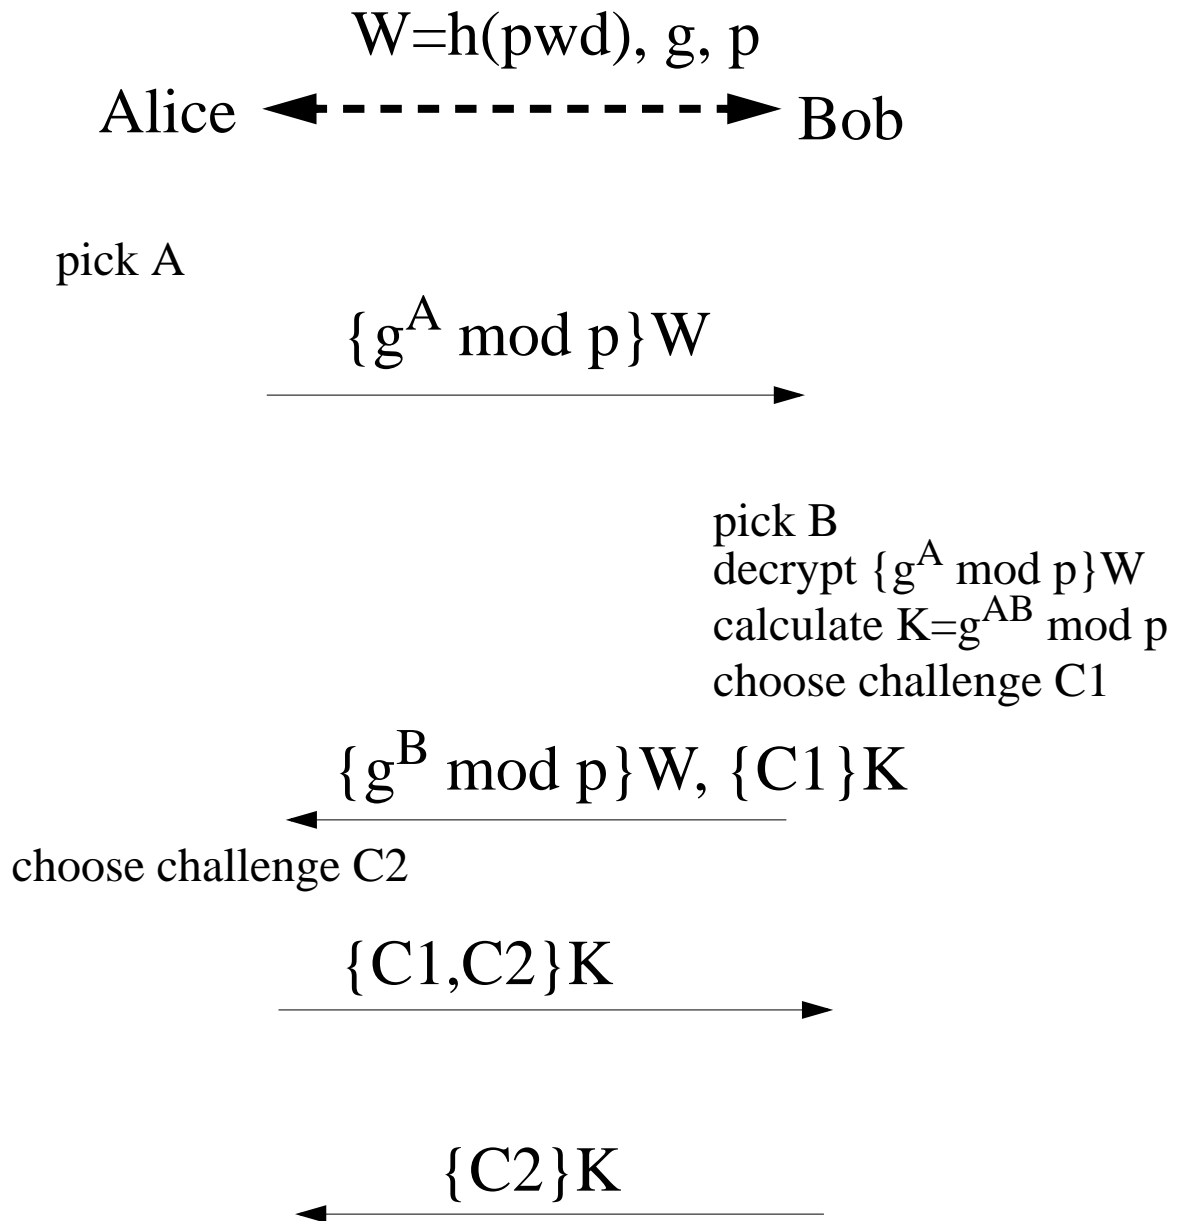 W=h(pwd), g, p
Alice
Bob
pick A
{g^A mod p}W
pick B
decrypt {g^A mod p}W
calculate K=g^AB mod p
choose challenge C1
{g^B mod p}W, {C1}K
choose challenge C2
{C1,C2}K
{C2}K